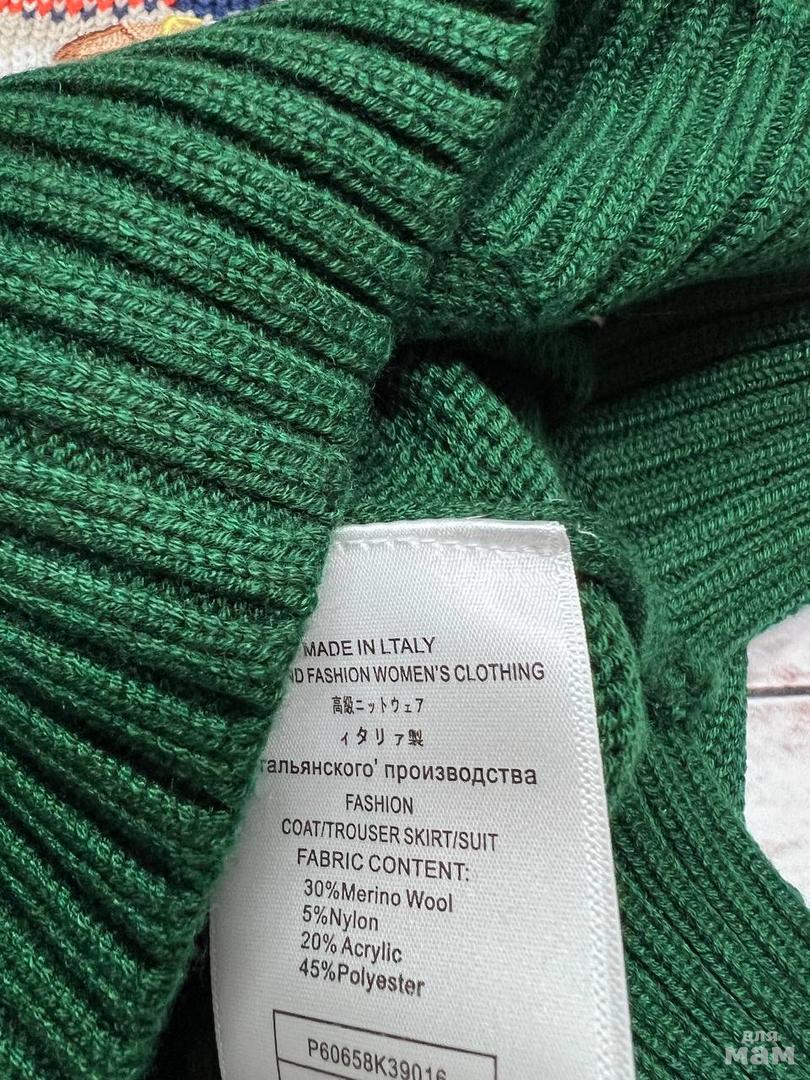 MADE IN LTALY
ND FASHION WOMEN'S CLOTHING
高級ニットウェア
ィタリァ製
тальянского' производства
FASHION
COAT/TROUSER SKIRT/SUIT
FABRIC CONTENT:
30%Merino Wool
5%Nylon
20% Acrylic
45%Polyester
P60658K39016
для
мам